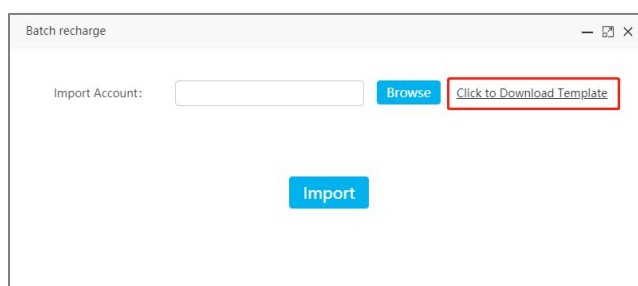 Batch recharge
Import Account: Browse Click to Download Template
Import